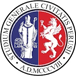 STUDIUM GENERALE CIVITATIS PERUSII
A.D. MCCCVIII